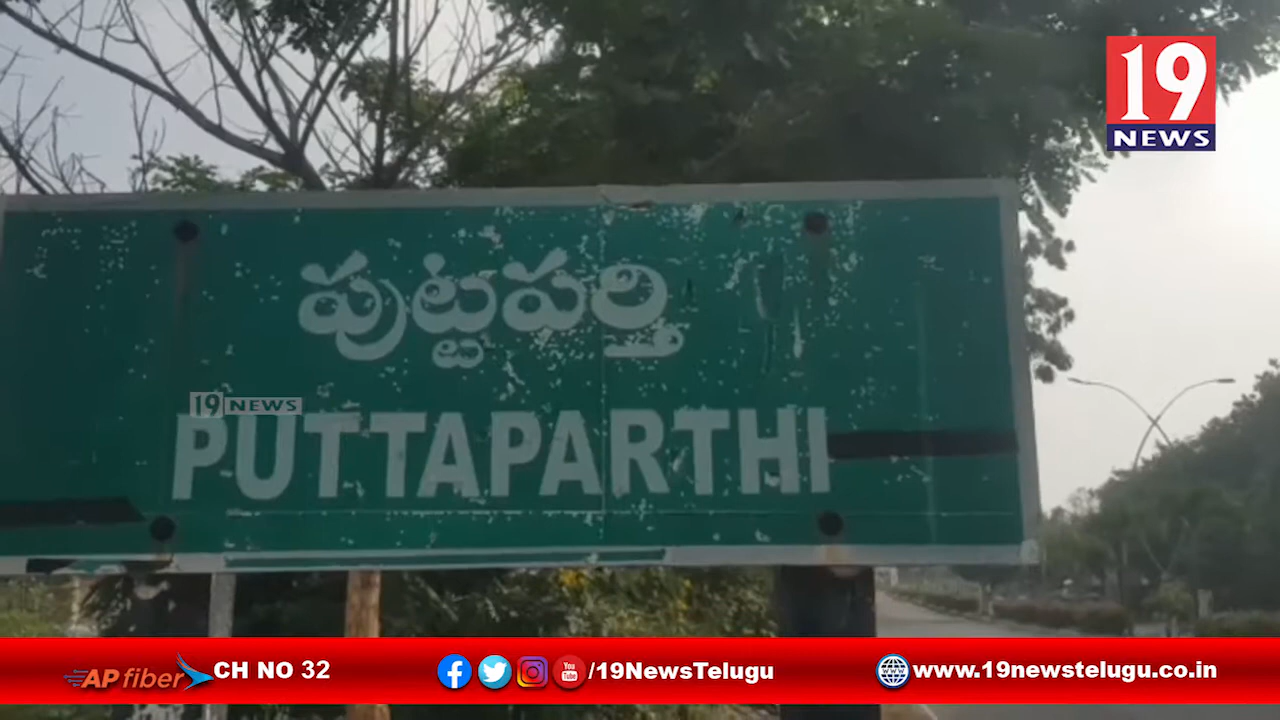 19
NEWS
పుట్టపర్తి
19 NEWS
PUTTAPARTHI
AP fiber CH NO 32 /19NewsTelugu www.19newstelugu.co.in